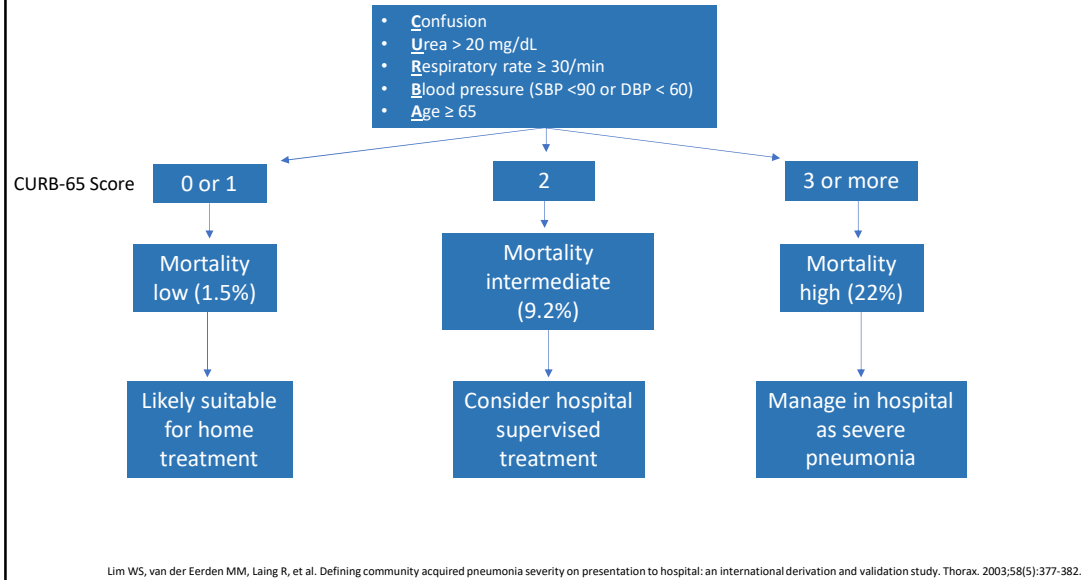 • Confusion
• Urea > 20 mg/dL
• Respiratory rate ≥ 30/min
• Blood pressure (SBP <90 or DBP < 60)
• Age ≥ 65
CURB-65 Score
0 or 1
2
3 or more
Mortality
low (1.5%)
Mortality
intermediate
(9.2%)
Mortality
high (22%)
Likely suitable
for home
treatment
Consider hospital
supervised
treatment
Manage in hospital
as severe
pneumonia
Lim WS, van der Eerden MM, Laing R, et al. Defining community acquired pneumonia severity on presentation to hospital: an international derivation and validation study. Thorax. 2003;58(5):377-382.